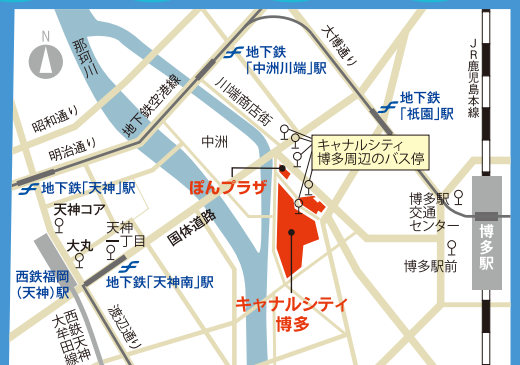 N
那珂川
地下鉄
「中洲川端」駅
大博通り
JR鹿児島本線
昭和通り
地下鉄空港線
川端商店街
地下鉄
「祇園」駅
明治通り
中洲
キャナルシティ
博多周辺のバス停
地下鉄「天神」駅
ぽんプラザ
天神コア
天神
一丁目
国体道路
博多駅
交通
センター
博多駅
大丸
西鉄福岡
(天神)駅
地下鉄「天神南」駅
博多駅前
キャナルシティ
博多
渡辺通り
西鉄天神
大牟田線